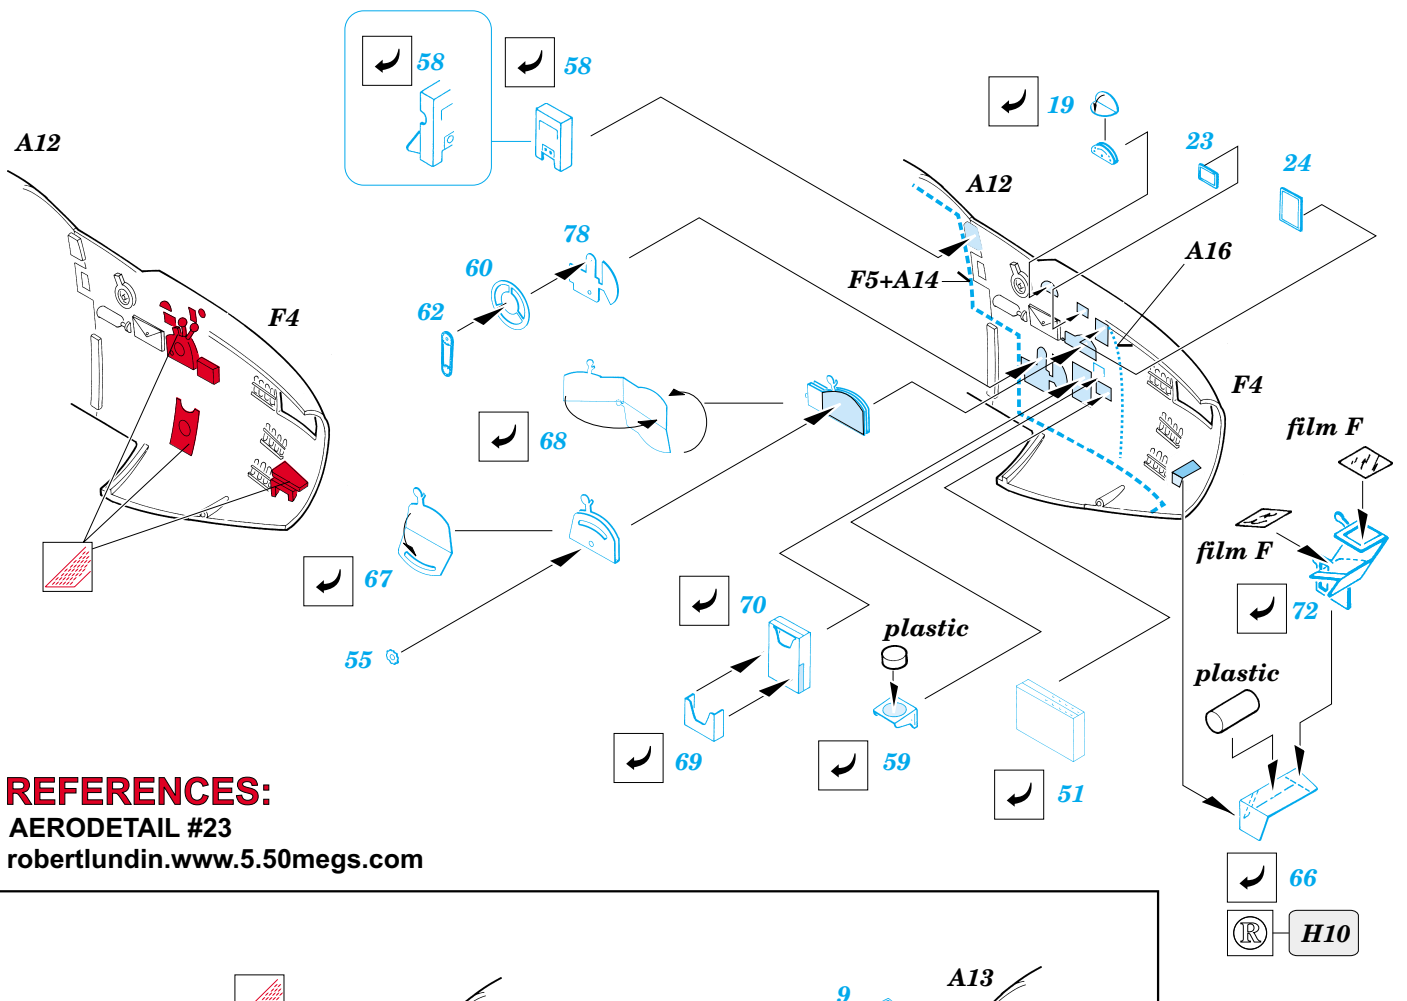 58
58
19
A12
23
24
A12
78
A16
60
F5+A14
F4
62
F4
film F
68
film F
67
70
72
55
plastic
plastic
69
59
51
REFERENCES:
AERODETAIL #23
robertlundin.www.5.50megs.com
66
R
H10
A13
9